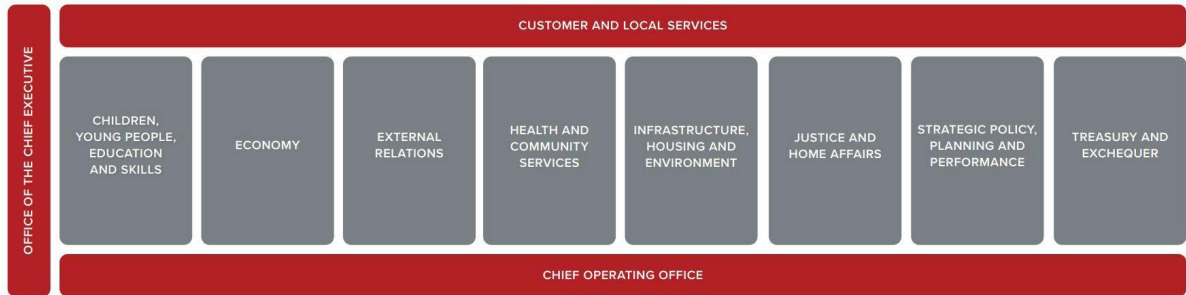 OFFICE OF THE CHIEF EXECUTIVE
CUSTOMER AND LOCAL SERVICES
CHILDREN,
YOUNG PEOPLE,
EDUCATION
AND SKILLS
ECONOMY
EXTERNAL
RELATIONS
HEALTH AND
COMMUNITY
SERVICES
INFRASTRUCTURE,
HOUSING AND
ENVIRONMENT
JUSTICE AND
HOME AFFAIRS
STRATEGIC POLICY,
PLANNING AND
PERFORMANCE
TREASURY AND
EXCHEQUER
CHIEF OPERATING OFFICE